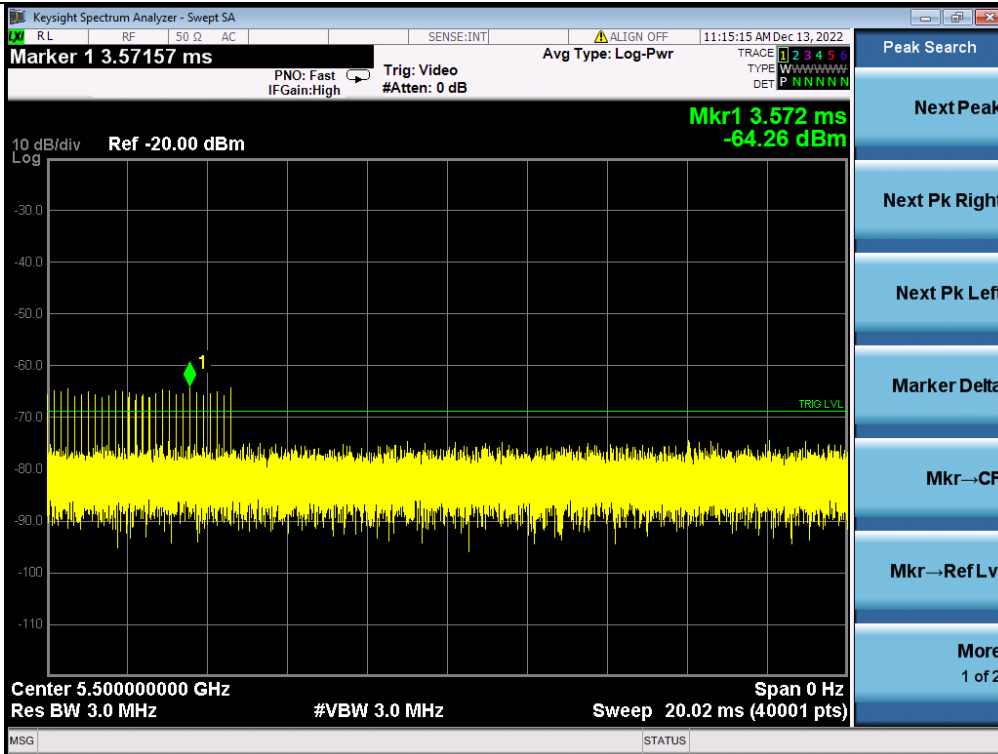 Keysight Spectrum Analyzer - Swept SA
LXI RL RF 50 Ω AC SENSE:INT ALIGN OFF 11:15:15 AM Dec 13, 2022
Marker 1 3.57157 ms
PNO: Fast
IFGain:High
Trig: Video
#Atten: 0 dB
Avg Type: Log-Pwr
TRACE 1 2 3 4 5 6
TYPE W WWWWW
DET P N N N N N
Mkr1 3.572 ms
-64.26 dBm
10 dB/div Ref -20.00 dBm
Log
-30.0
-40.0
-50.0
-60.0
1
-70.0
TRIG LVL
-80.0
-90.0
-100
-110
Center 5.500000000 GHz
Span 0 Hz
Res BW 3.0 MHz
#VBW 3.0 MHz
Sweep 20.02 ms (40001 pts)
MSG
STATUS
Peak Search
Next Peak
Next Pk Right
Next Pk Left
Marker Delta
Mkr→CF
Mkr→Ref Lv
More
1 of 2